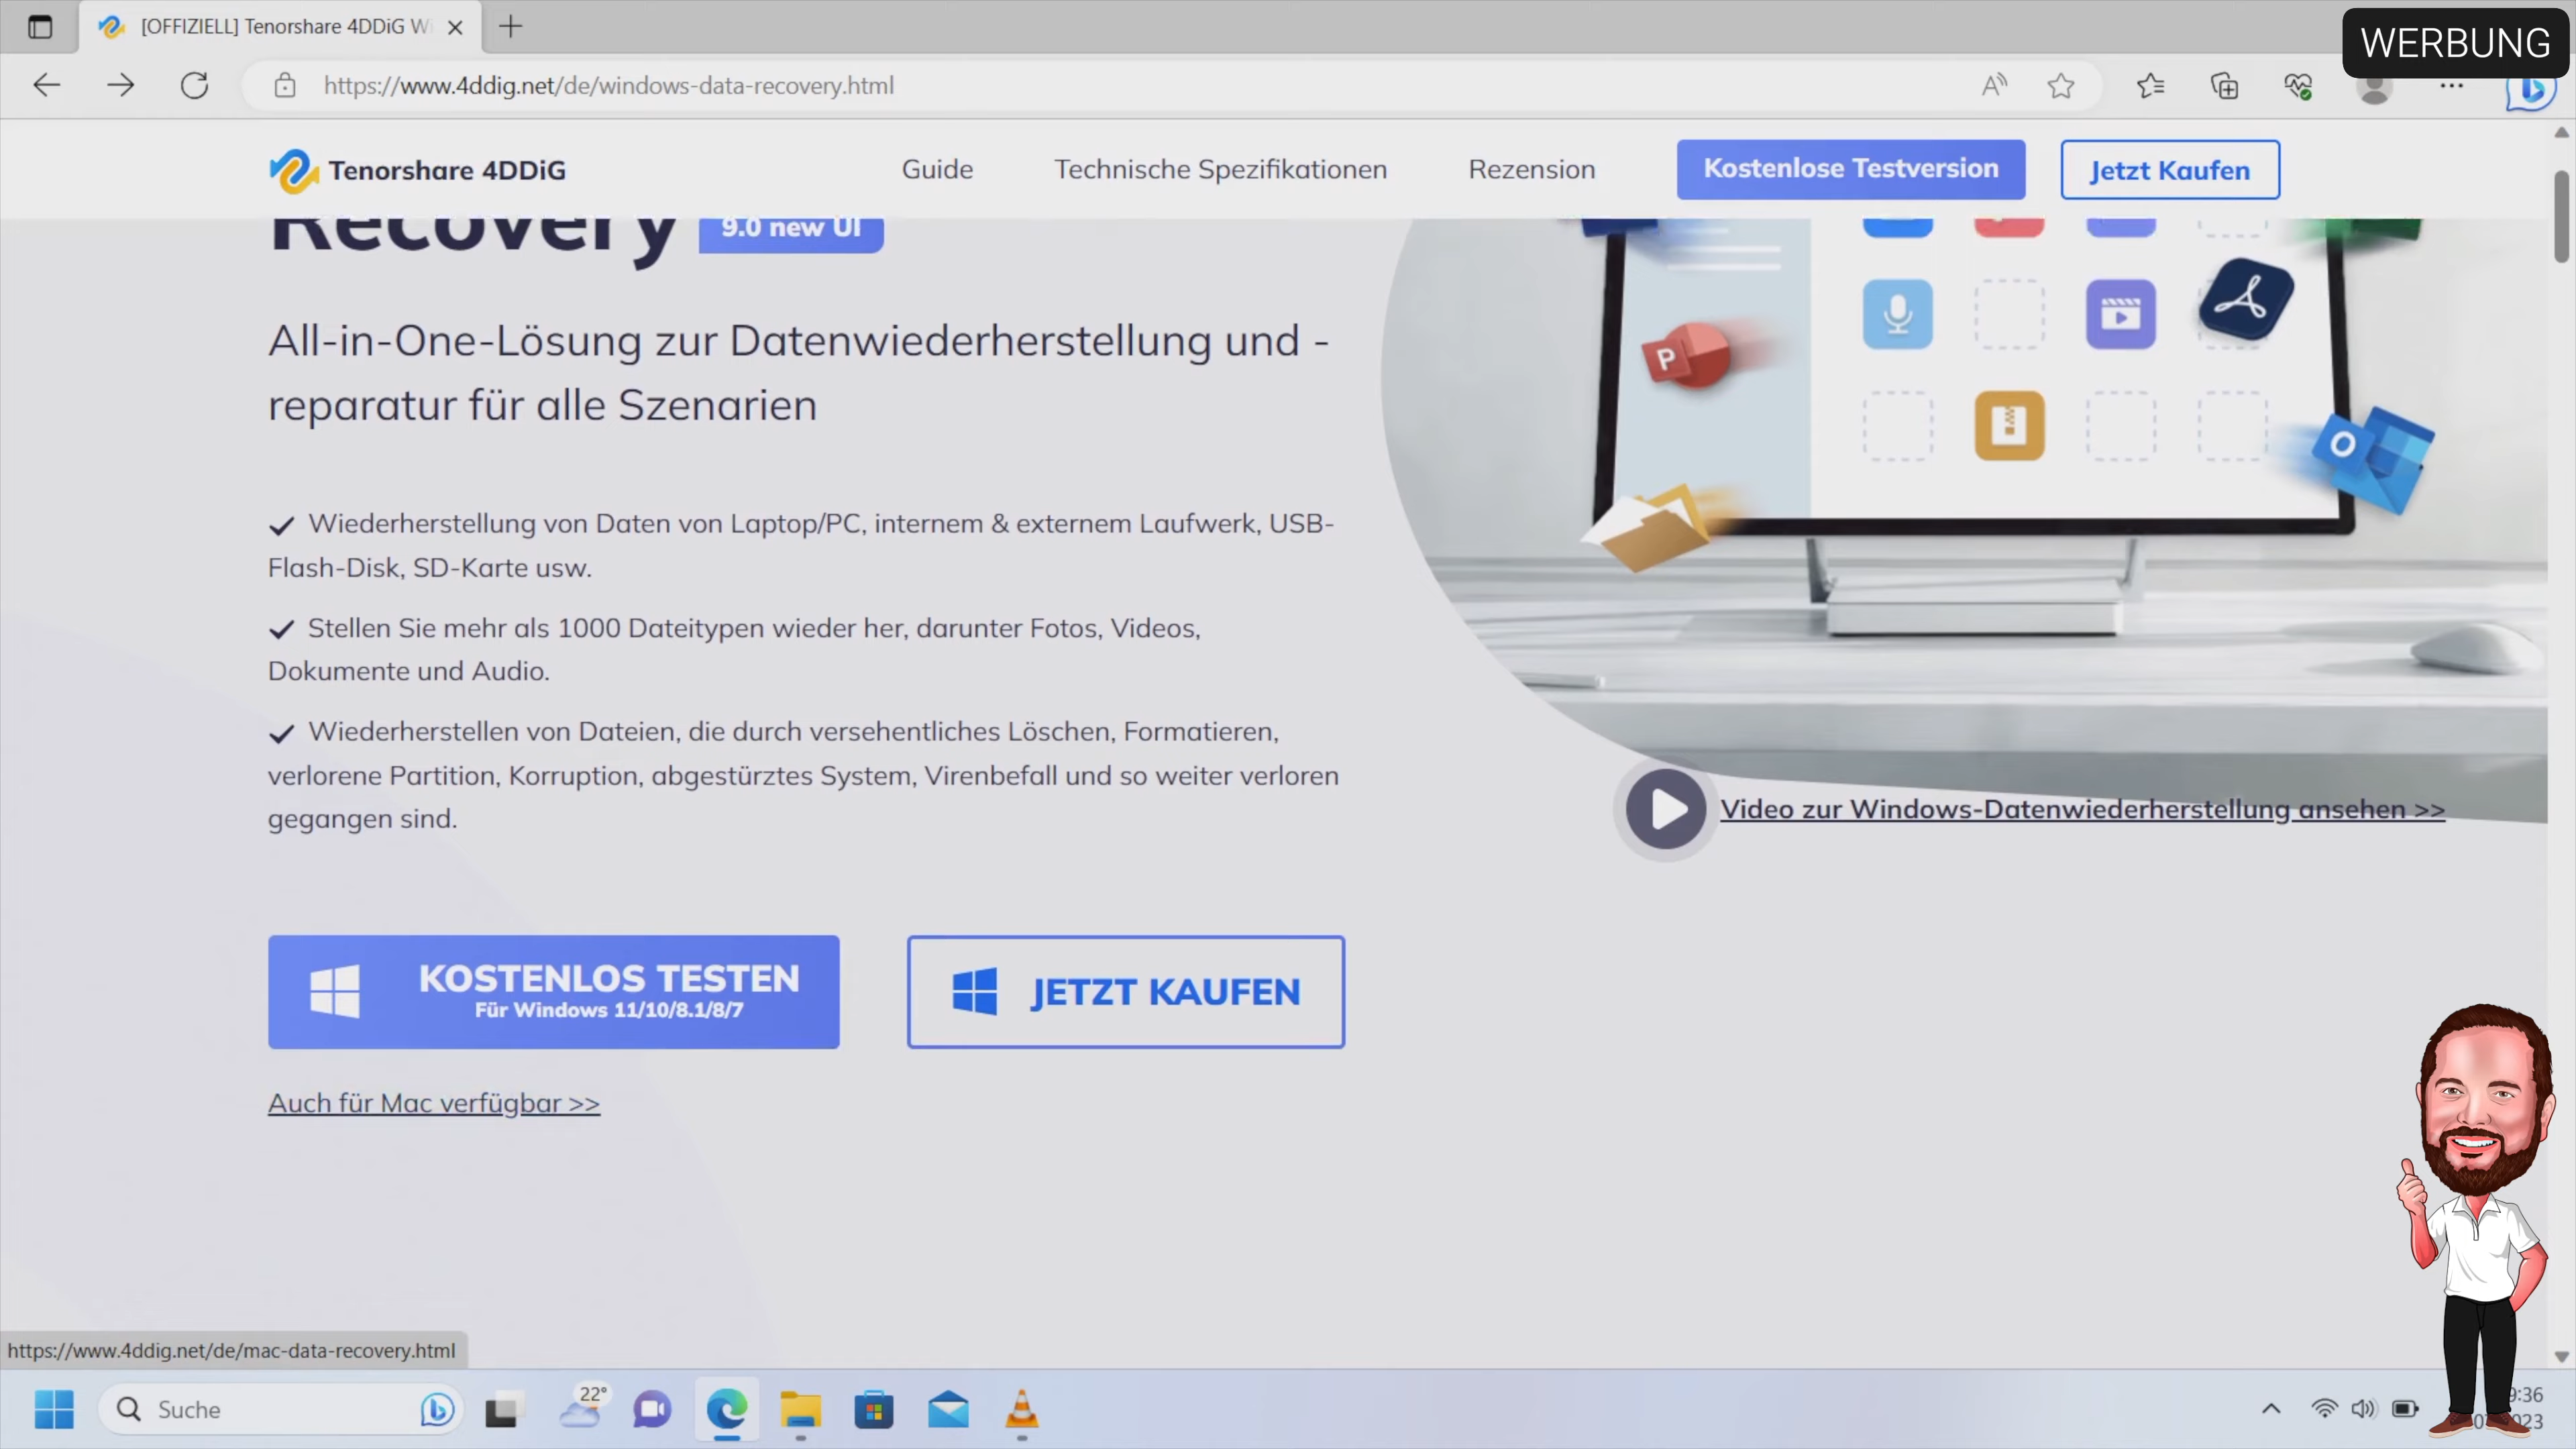 [OFFIZIELL] Tenorshare 4DDiG Wi
WERBUNG
https://www.4ddig.net/de/windows-data-recovery.html
Tenorshare 4DDiG
Guide
Technische Spezifikationen
Rezension
Kostenlose Testversion
Jetzt Kaufen
Recovery
9.0 new UI
All-in-One-Lösung zur Datenwiederherstellung und -
reparatur für alle Szenarien
Wiederherstellung von Daten von Laptop/PC, internem & externem Laufwerk, USB-
Flash-Disk, SD-Karte usw.
Stellen Sie mehr als 1000 Dateitypen wieder her, darunter Fotos, Videos,
Dokumente und Audio.
Wiederherstellen von Dateien, die durch versehentliches Löschen, Formatieren,
verlorene Partition, Korruption, abgestürztes System, Virenbefall und so weiter verloren
gegangen sind.
P
O
Video zur Windows-Datenwiederherstellung ansehen >>
KOSTENLOS TESTEN
Für Windows 11/10/8.1/8/7
JETZT KAUFEN
Auch für Mac verfügbar >>
https://www.4ddig.net/de/mac-data-recovery.html
Suche
22°
:36